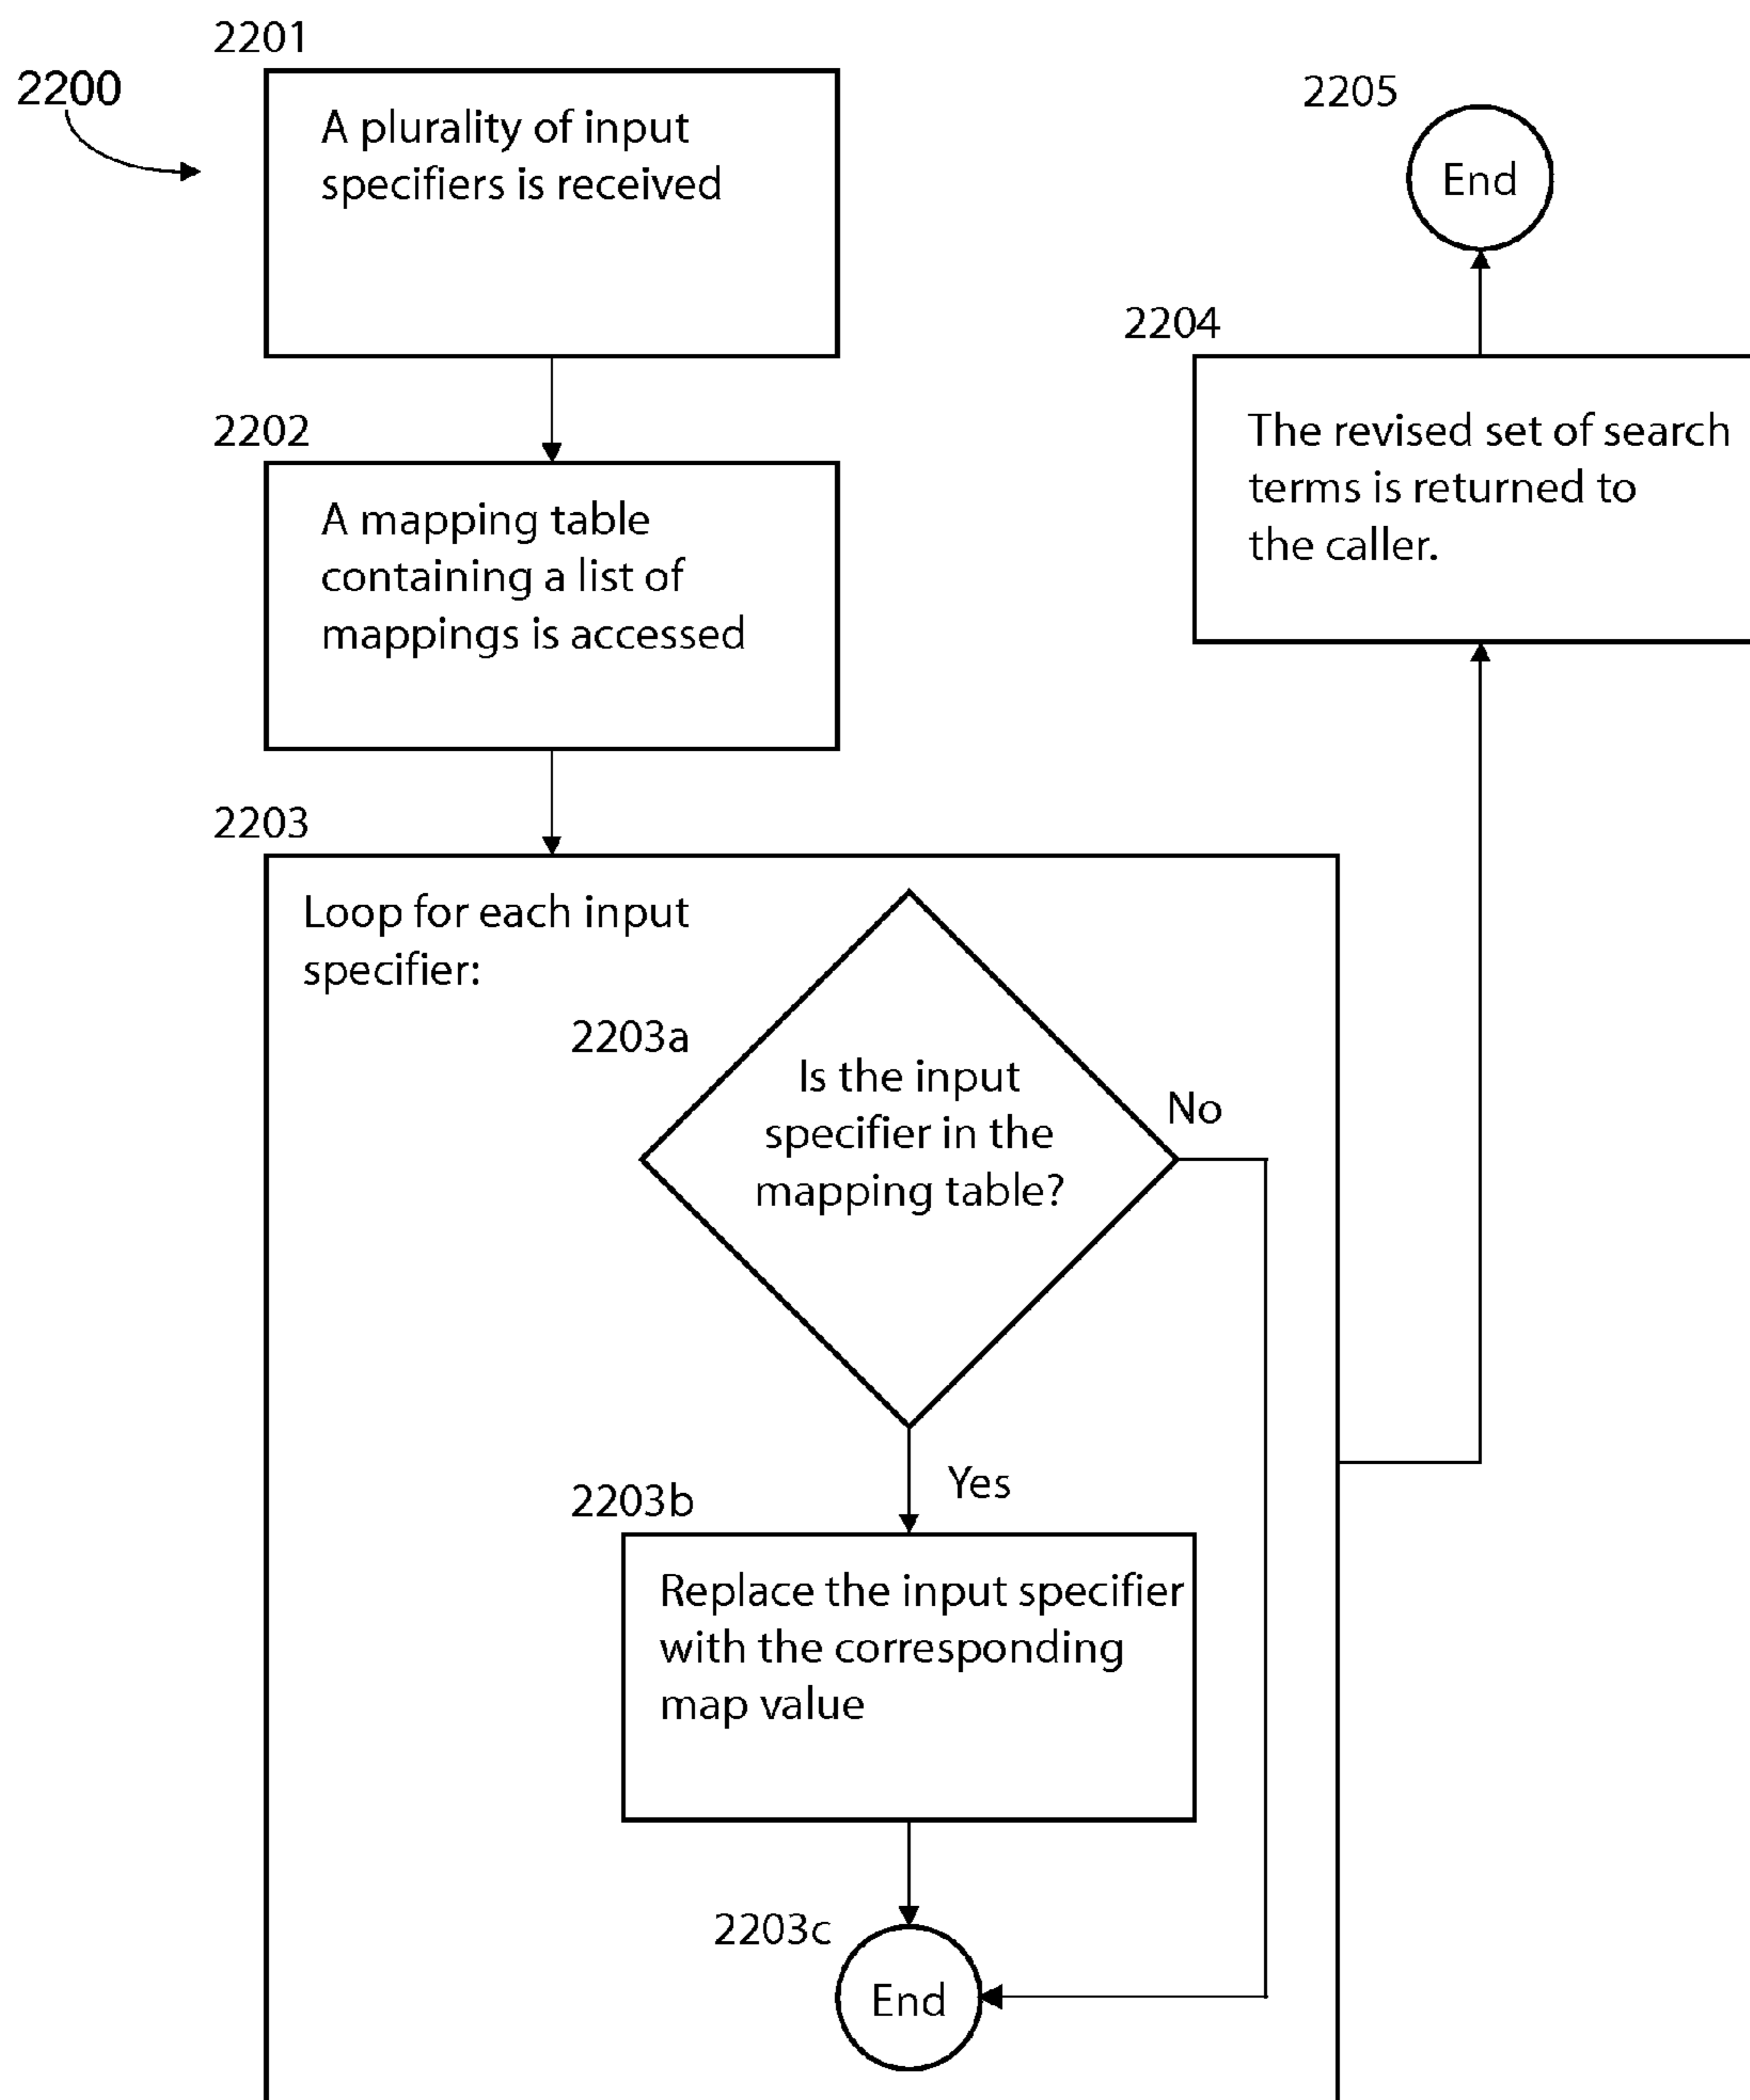 2200
2201
A plurality of input
specifiers is received
2202
A mapping table
containing a list of
mappings is accessed
2203
Loop for each input
specifier:
2203a
Is the input
specifier in the
mapping table?
No
Yes
2203b
Replace the input specifier
with the corresponding
map value
2203c
End
2204
The revised set of search
terms is returned to
the caller.
2205
End